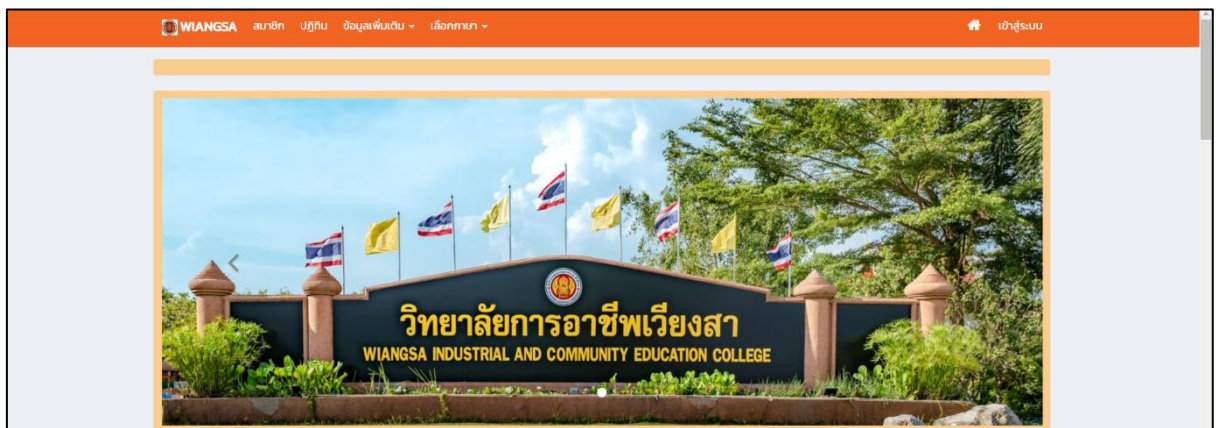 WIANGSA สมาชิก ปฏิทิน ข้อมูลเพิ่มเติม เลือกภาษา เข้าสู่ระบบ
วิทยาลัยการอาชีพเวียงสา
WIANGSA INDUSTRIAL AND COMMUNITY EDUCATION COLLEGE